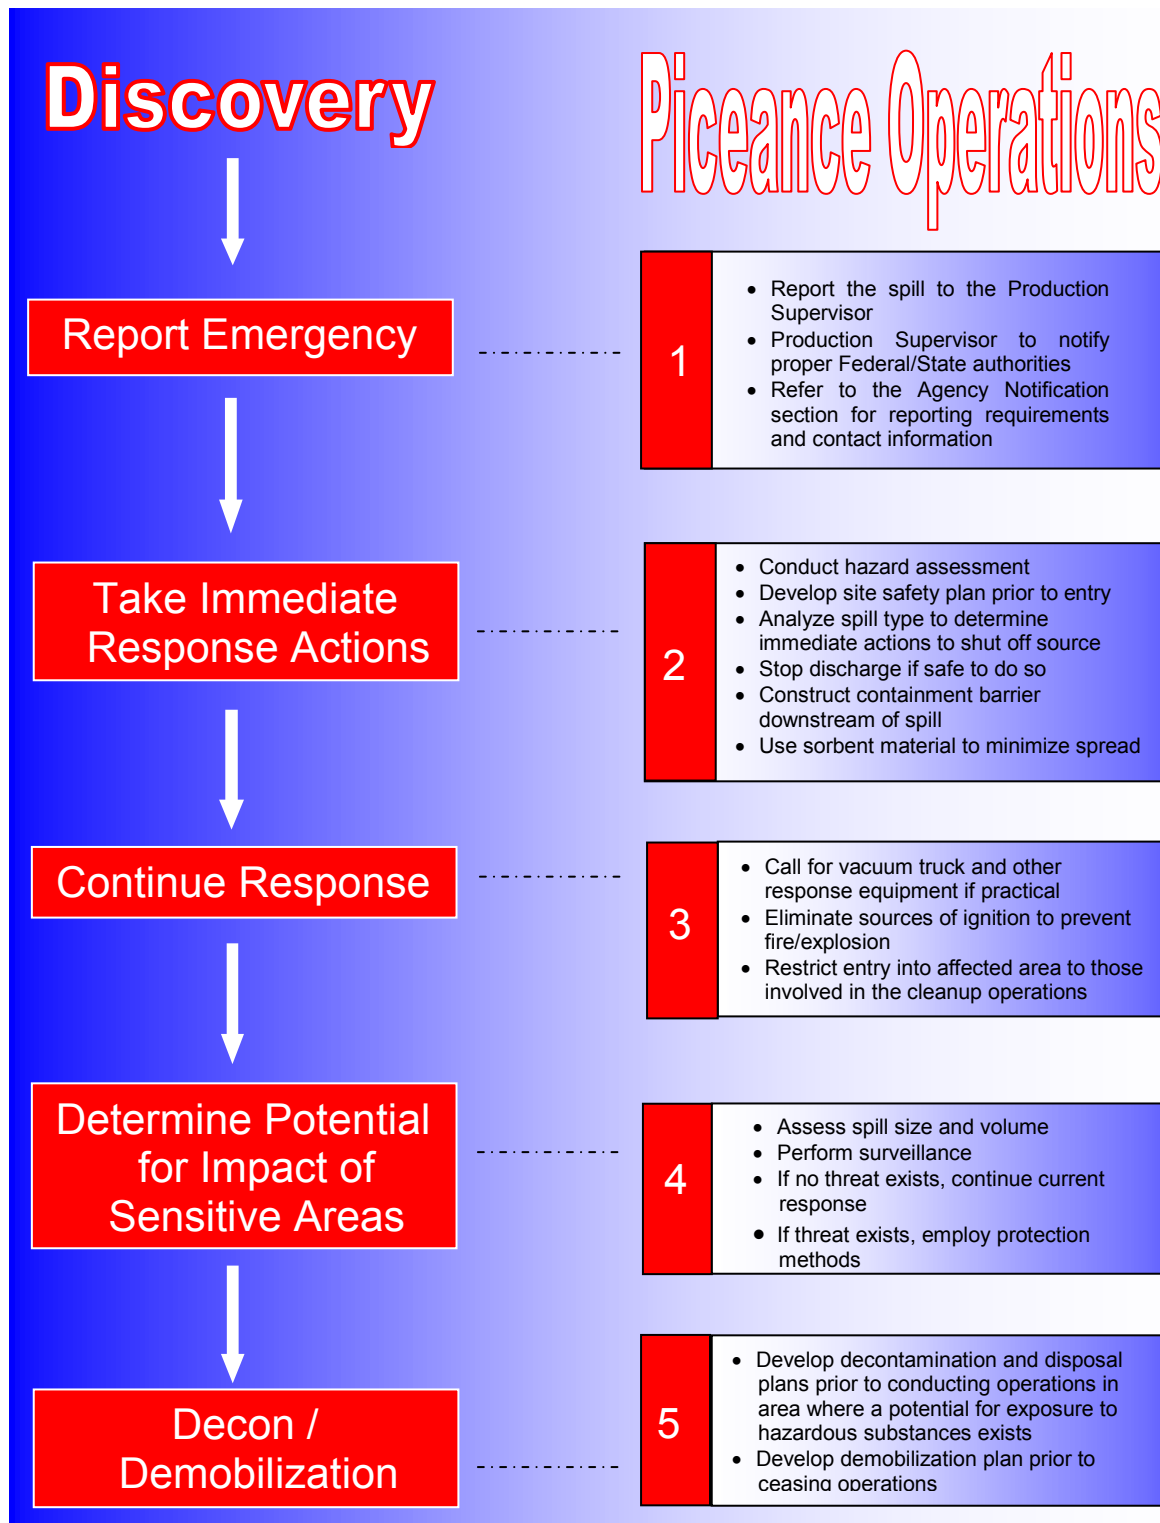 Discovery
Piceance Operations
Report Emergency
1
• Report the spill to the Production
Supervisor
• Production Supervisor to notify
proper Federal/State authorities
• Refer to the Agency Notification
section for reporting requirements
and contact information
Take Immediate
Response Actions
2
• Conduct hazard assessment
• Develop site safety plan prior to entry
• Analyze spill type to determine
immediate actions to shut off source
• Stop discharge if safe to do so
• Construct containment barrier
downstream of spill
• Use sorbent material to minimize spread
Continue Response
3
• Call for vacuum truck and other
response equipment if practical
• Eliminate sources of ignition to prevent
fire/explosion
• Restrict entry into affected area to those
involved in the cleanup operations
Determine Potential
for Impact of
Sensitive Areas
4
• Assess spill size and volume
• Perform surveillance
• If no threat exists, continue current
response
• If threat exists, employ protection
methods
Decon /
Demobilization
5
• Develop decontamination and disposal
plans prior to conducting operations in
area where a potential for exposure to
hazardous substances exists
• Develop demobilization plan prior to
ceasing operations